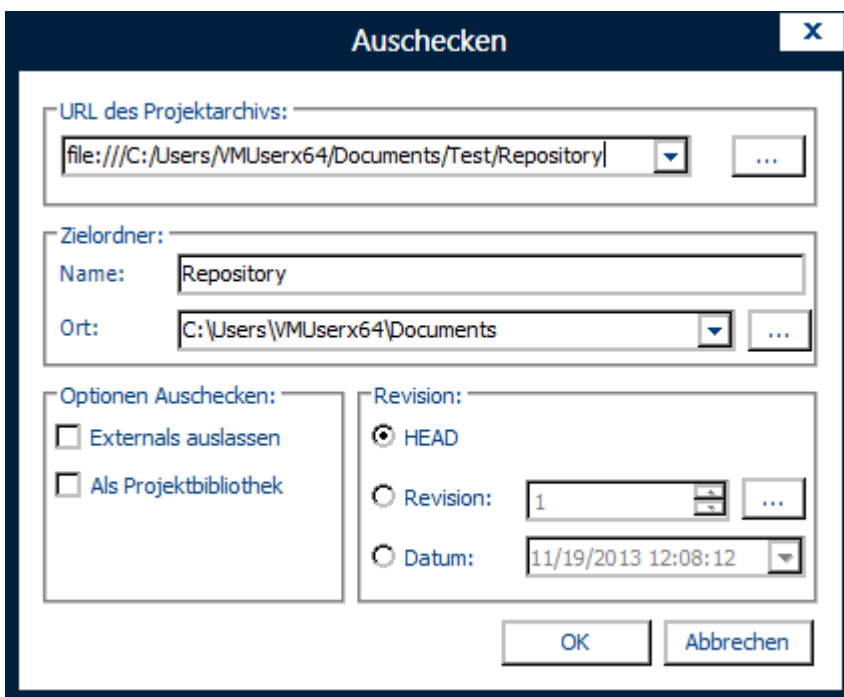 Auschecken
x
URL des Projektarchivs:
file:///C:/Users/VMUserx64/Documents/Test/Repository
...
Zielordner:
Name: Repository
Ort: C:\Users\VMUserx64\Documents ...
Optionen Auschecken:
Externals auslassen
Als Projektbibliothek
Revision:
HEAD
Revision: 1 ...
Datum: 11/19/2013 12:08:12
OK Abbrechen